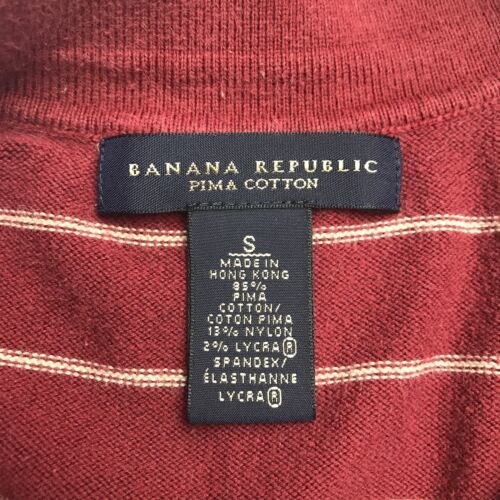 BANANA REPUBLIC
PIMA COTTON
S
MADE IN
HONG KONG
85%
PIMA
COTTON/
COTON PIMA
13% NYLON
2% LYCRA®
SPANDEX/
ÉLASTHANNE
LYCRA®